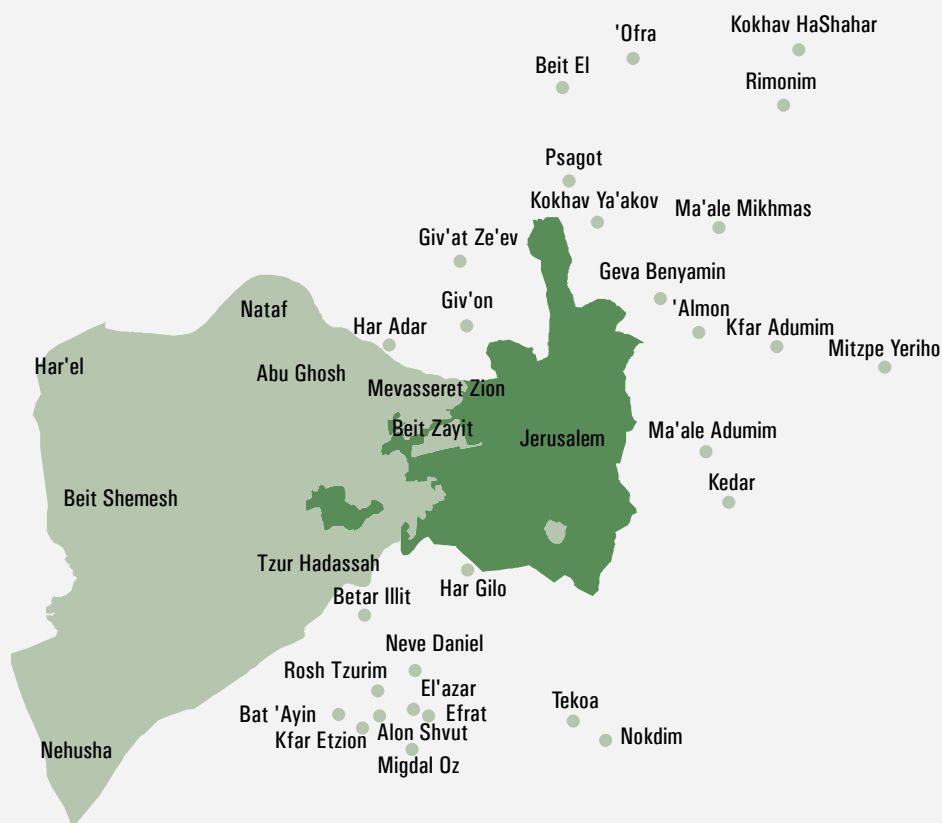 Kokhav HaShahar
'Ofra
Beit El
Rimonim
Psagot
Kokhav Ya'akov
Ma'ale Mikhmas
Giv'at Ze'ev
Geva Benyamin
Nataf
Giv'on
'Almon
Har Adar
Kfar Adumim
Mitzpe Yeriho
Har'el
Abu Ghosh
Mevasseret Zion
Beit Zayit
Jerusalem
Ma'ale Adumim
Kedar
Beit Shemesh
Tzur Hadassah
Har Gilo
Betar Illit
Neve Daniel
Rosh Tzurim
El'azar
Bat 'Ayin
Efrat
Tekoa
Alon Shvut
Kfar Etzion
Nokdim
Nehusha
Migdal Oz